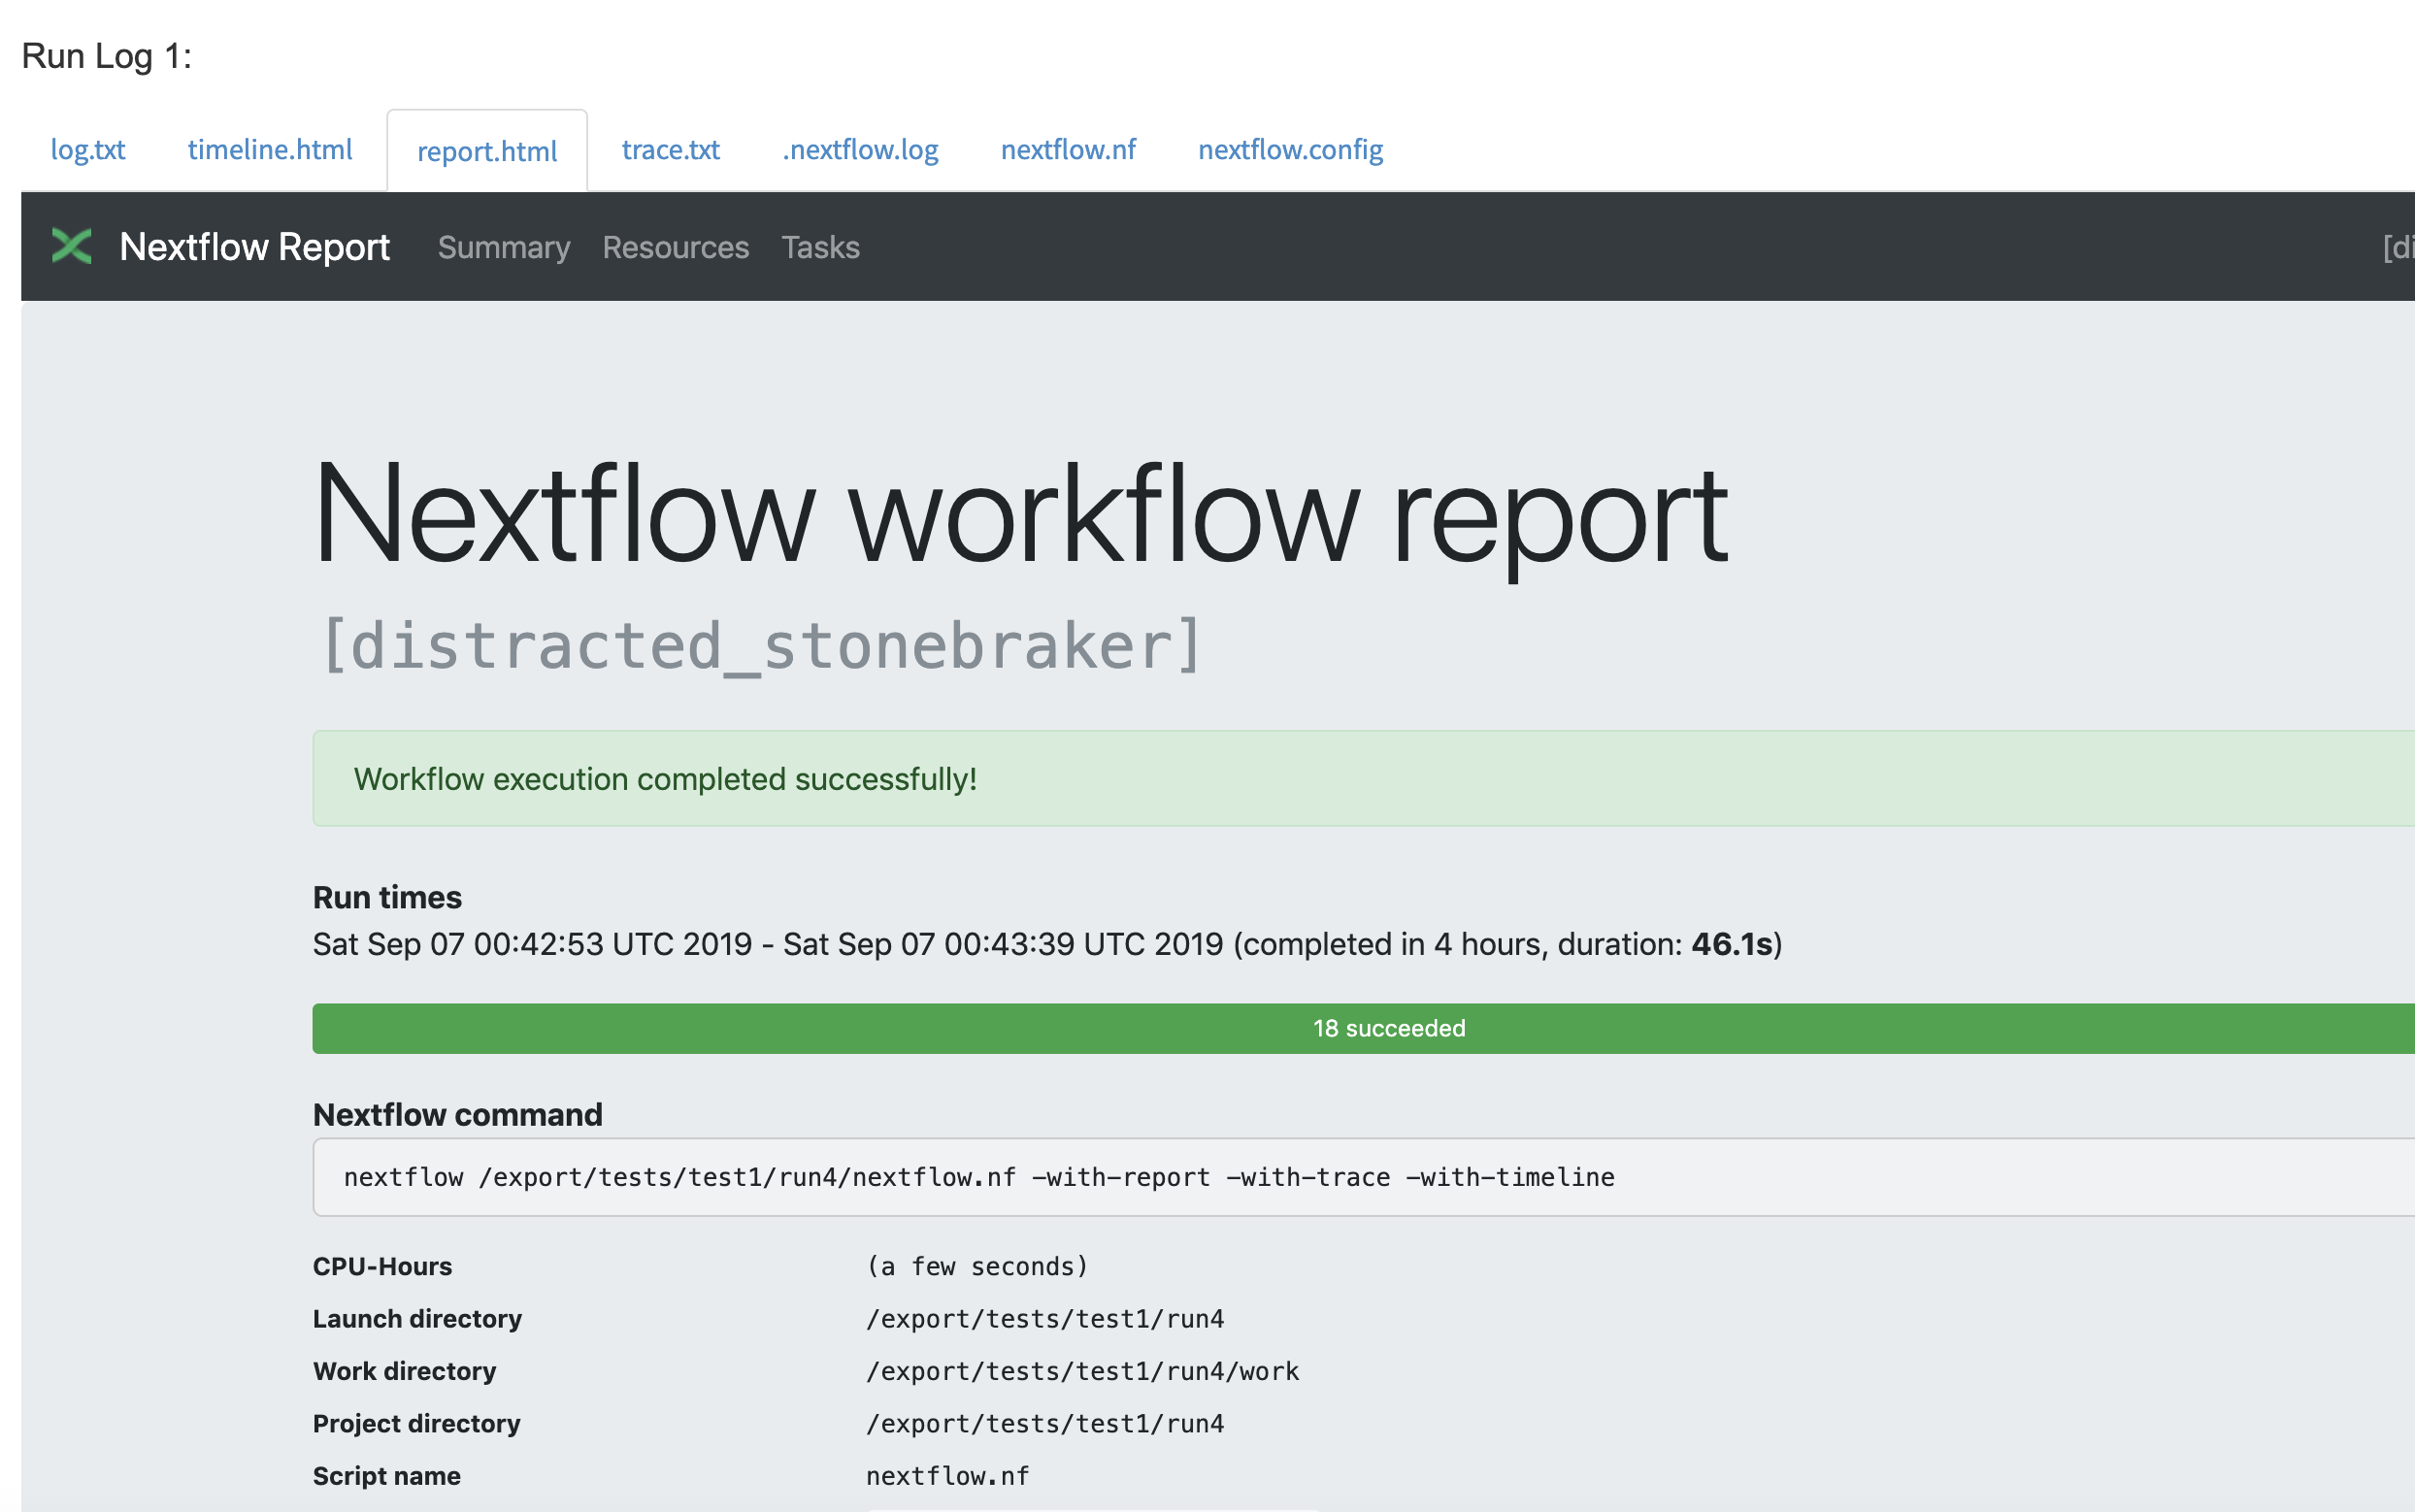 Run Log 1:
log.txt timeline.html report.html trace.txt .nextflow.log nextflow.nf nextflow.config
Nextflow Report Summary Resources Tasks [di
Nextflow workflow report
[distracted_stonebraker]
Workflow execution completed successfully!
Run times
Sat Sep 07 00:42:53 UTC 2019 - Sat Sep 07 00:43:39 UTC 2019 (completed in 4 hours, duration: 46.1s)
18 succeeded
Nextflow command
nextflow /export/tests/test1/run4/nextflow.nf -with-report -with-trace -with-timeline
CPU-Hours (a few seconds)
Launch directory /export/tests/test1/run4
Work directory /export/tests/test1/run4/work
Project directory /export/tests/test1/run4
Script name nextflow.nf